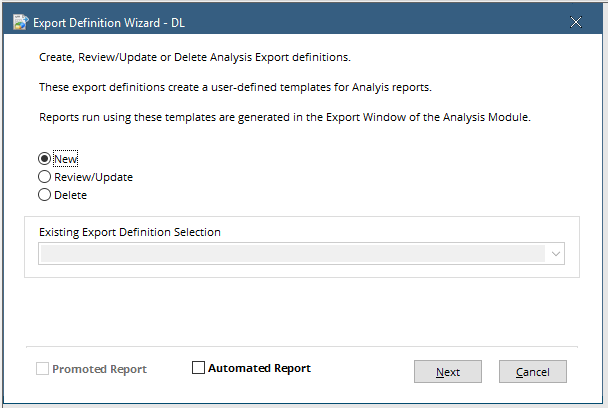 Export Definition Wizard - DL
Create, Review/Update or Delete Analysis Export definitions.
These export definitions create a user-defined templates for Analyis reports.
Reports run using these templates are generated in the Export Window of the Analysis Module.
New
Review/Update
Delete
Existing Export Definition Selection
Promoted Report
Automated Report
Next
Cancel